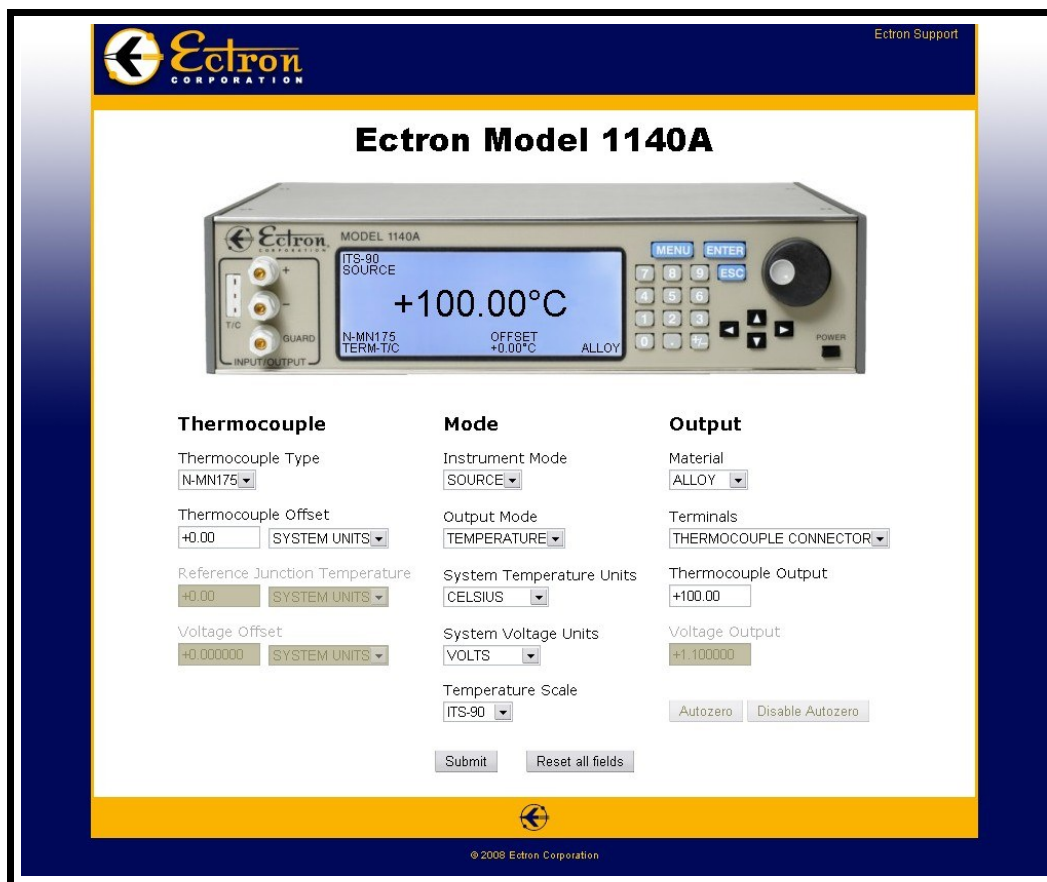 Ectron
CORPORATION
Ectron Support
Ectron Model 1140A
Ectron
CORPORATION
MODEL 1140A
ITS-90
SOURCE
+100.00°C
N-MN175
OFFSET
TERM-T/C
+0.00°C
ALLOY
+
−
T/C
GUARD
INPUT/OUTPUT
MENU ENTER
7 8 9 ESC
4 5 6
1 2 3
0 . +/-
POWER
Thermocouple
Thermocouple Type
N-MN175
Thermocouple Offset
+0.00 SYSTEM UNITS
Reference Junction Temperature
+0.00 SYSTEM UNITS
Voltage Offset
+0.000000 SYSTEM UNITS
Mode
Instrument Mode
SOURCE
Output Mode
TEMPERATURE
System Temperature Units
CELSIUS
System Voltage Units
VOLTS
Temperature Scale
ITS-90
Output
Material
ALLOY
Terminals
THERMOCOUPLE CONNECTOR
Thermocouple Output
+100.00
Voltage Output
+1.100000
Autozero Disable Autozero
Submit Reset all fields
© 2008 Ectron Corporation